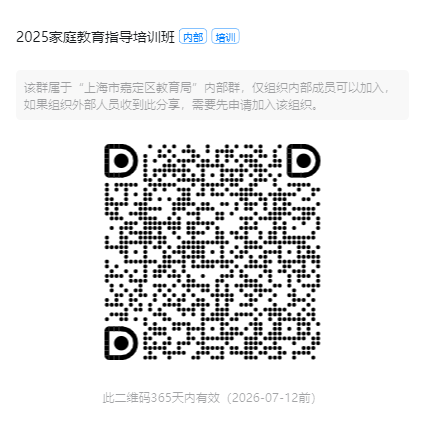 2025家庭教育指导培训班 内部 培训
该群属于“上海市嘉定区教育局”内部群，仅组织内部成员可以加入，
如果组织外部人员收到此分享，需要先申请加入该组织。
此二维码365天内有效（2026-07-12前）